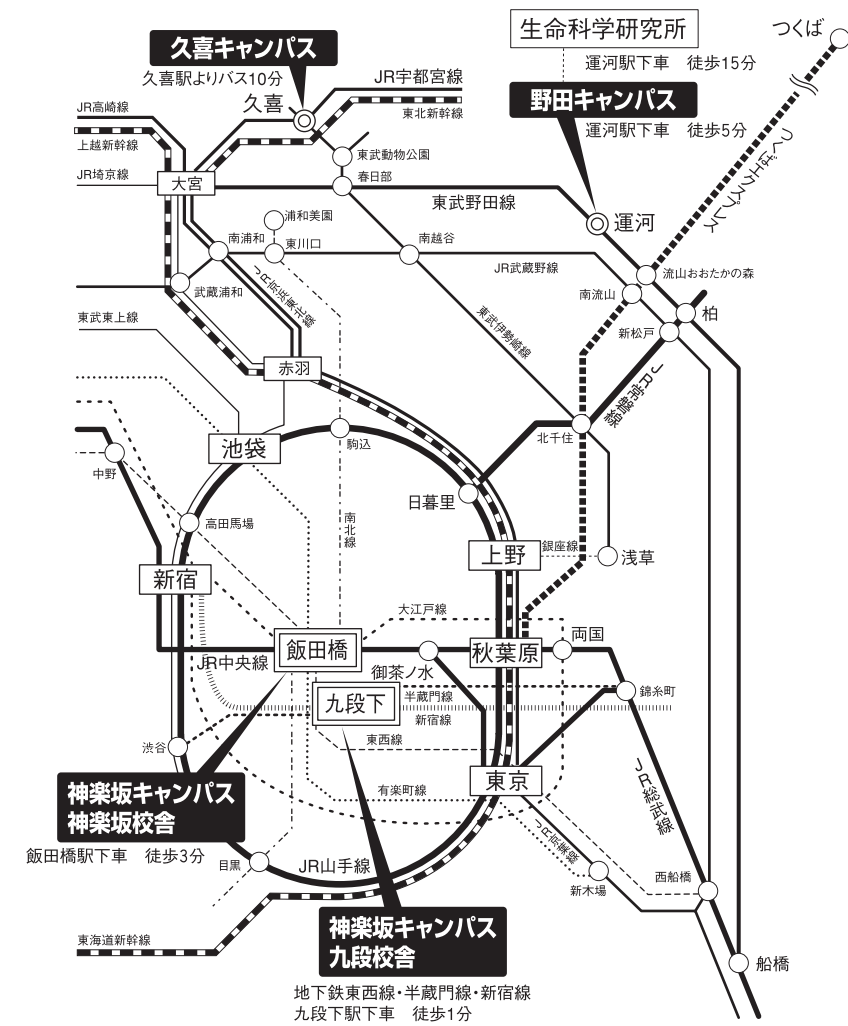 生命科学研究所
つくば
久喜キャンパス
運河駅下車　徒歩15分
久喜駅よりバス10分
JR宇都宮線
野田キャンパス
久喜
JR高崎線
東北新幹線
運河駅下車　徒歩5分
上越新幹線
つくばエクスプレス
東武動物公園
JR埼京線
大宮
春日部
東武野田線
浦和美園
運河
南浦和
東川口
南越谷
JR武蔵野線
流山おおたかの森
武蔵浦和
JR京浜東北線
南流山
柏
東武東上線
東武伊勢崎線
新松戸
赤羽
JR常磐線
池袋
駒込
北千住
中野
日暮里
高田馬場
南北線
上野
銀座線
浅草
新宿
大江戸線
飯田橋
秋葉原
両国
JR中央線
御茶ノ水
九段下
半蔵門線
錦糸町
新宿線
渋谷
東西線
東京
JR総武線
神楽坂キャンパス
神楽坂校舎
有楽町線
飯田橋駅下車　徒歩3分
目黒
JR山手線
JR京葉線
新木場
西船橋
神楽坂キャンパス
九段校舎
東海道新幹線
船橋
地下鉄東西線・半蔵門線・新宿線
九段下駅下車　徒歩1分